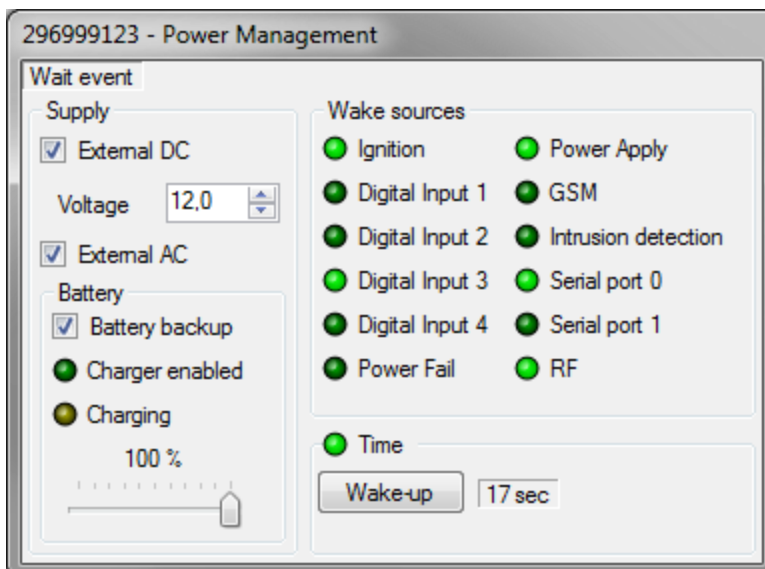 296999123 - Power Management
Wait event
Supply
External DC
Voltage 12,0
External AC
Battery
Battery backup
Charger enabled
Charging
100 %
Wake sources
Ignition Power Apply
Digital Input 1 GSM
Digital Input 2 Intrusion detection
Digital Input 3 Serial port 0
Digital Input 4 Serial port 1
Power Fail RF
Time
Wake-up 17 sec